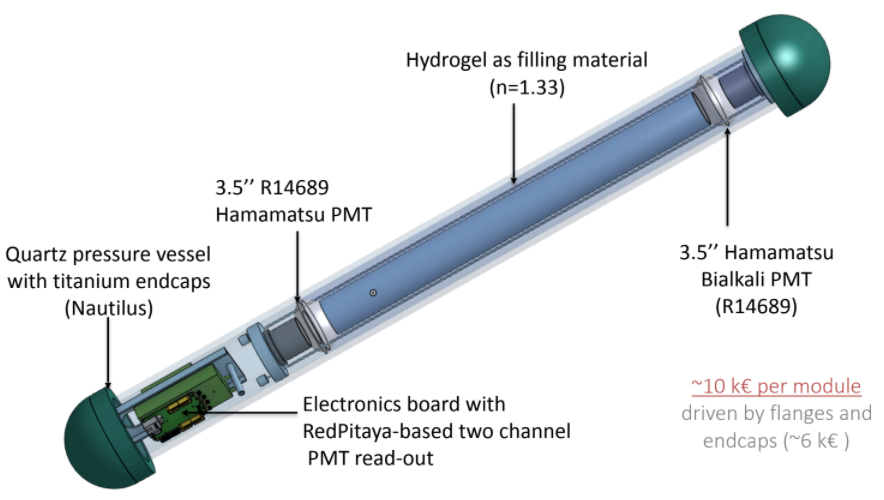 Hydrogel as filling material
(n=1.33)
3.5’’ R14689
Hamamatsu PMT
Quartz pressure vessel
with titanium endcaps
(Nautilus)
3.5’’ Hamamatsu
Bialkali PMT
(R14689)
~10 k€ per module
driven by flanges and
endcaps (~6 k€ )
Electronics board with
RedPitaya-based two channel
PMT read-out